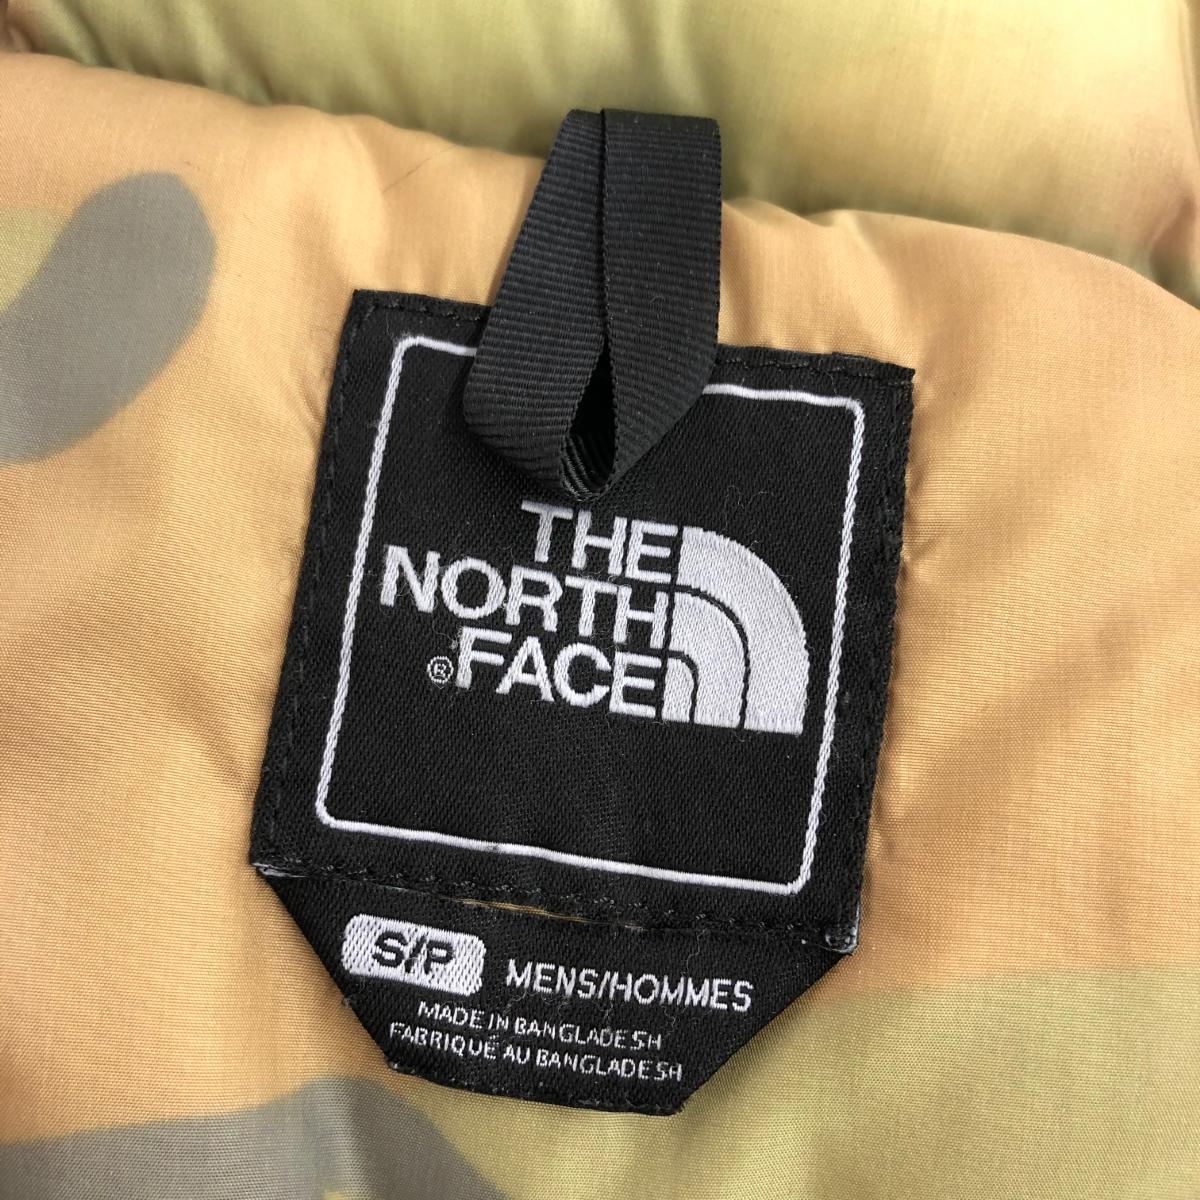 THE
NORTH
®FACE
S/P MENS/HOMMES
MADE IN BANGLADESH
FABRIQUÉ AU BANGLADESH